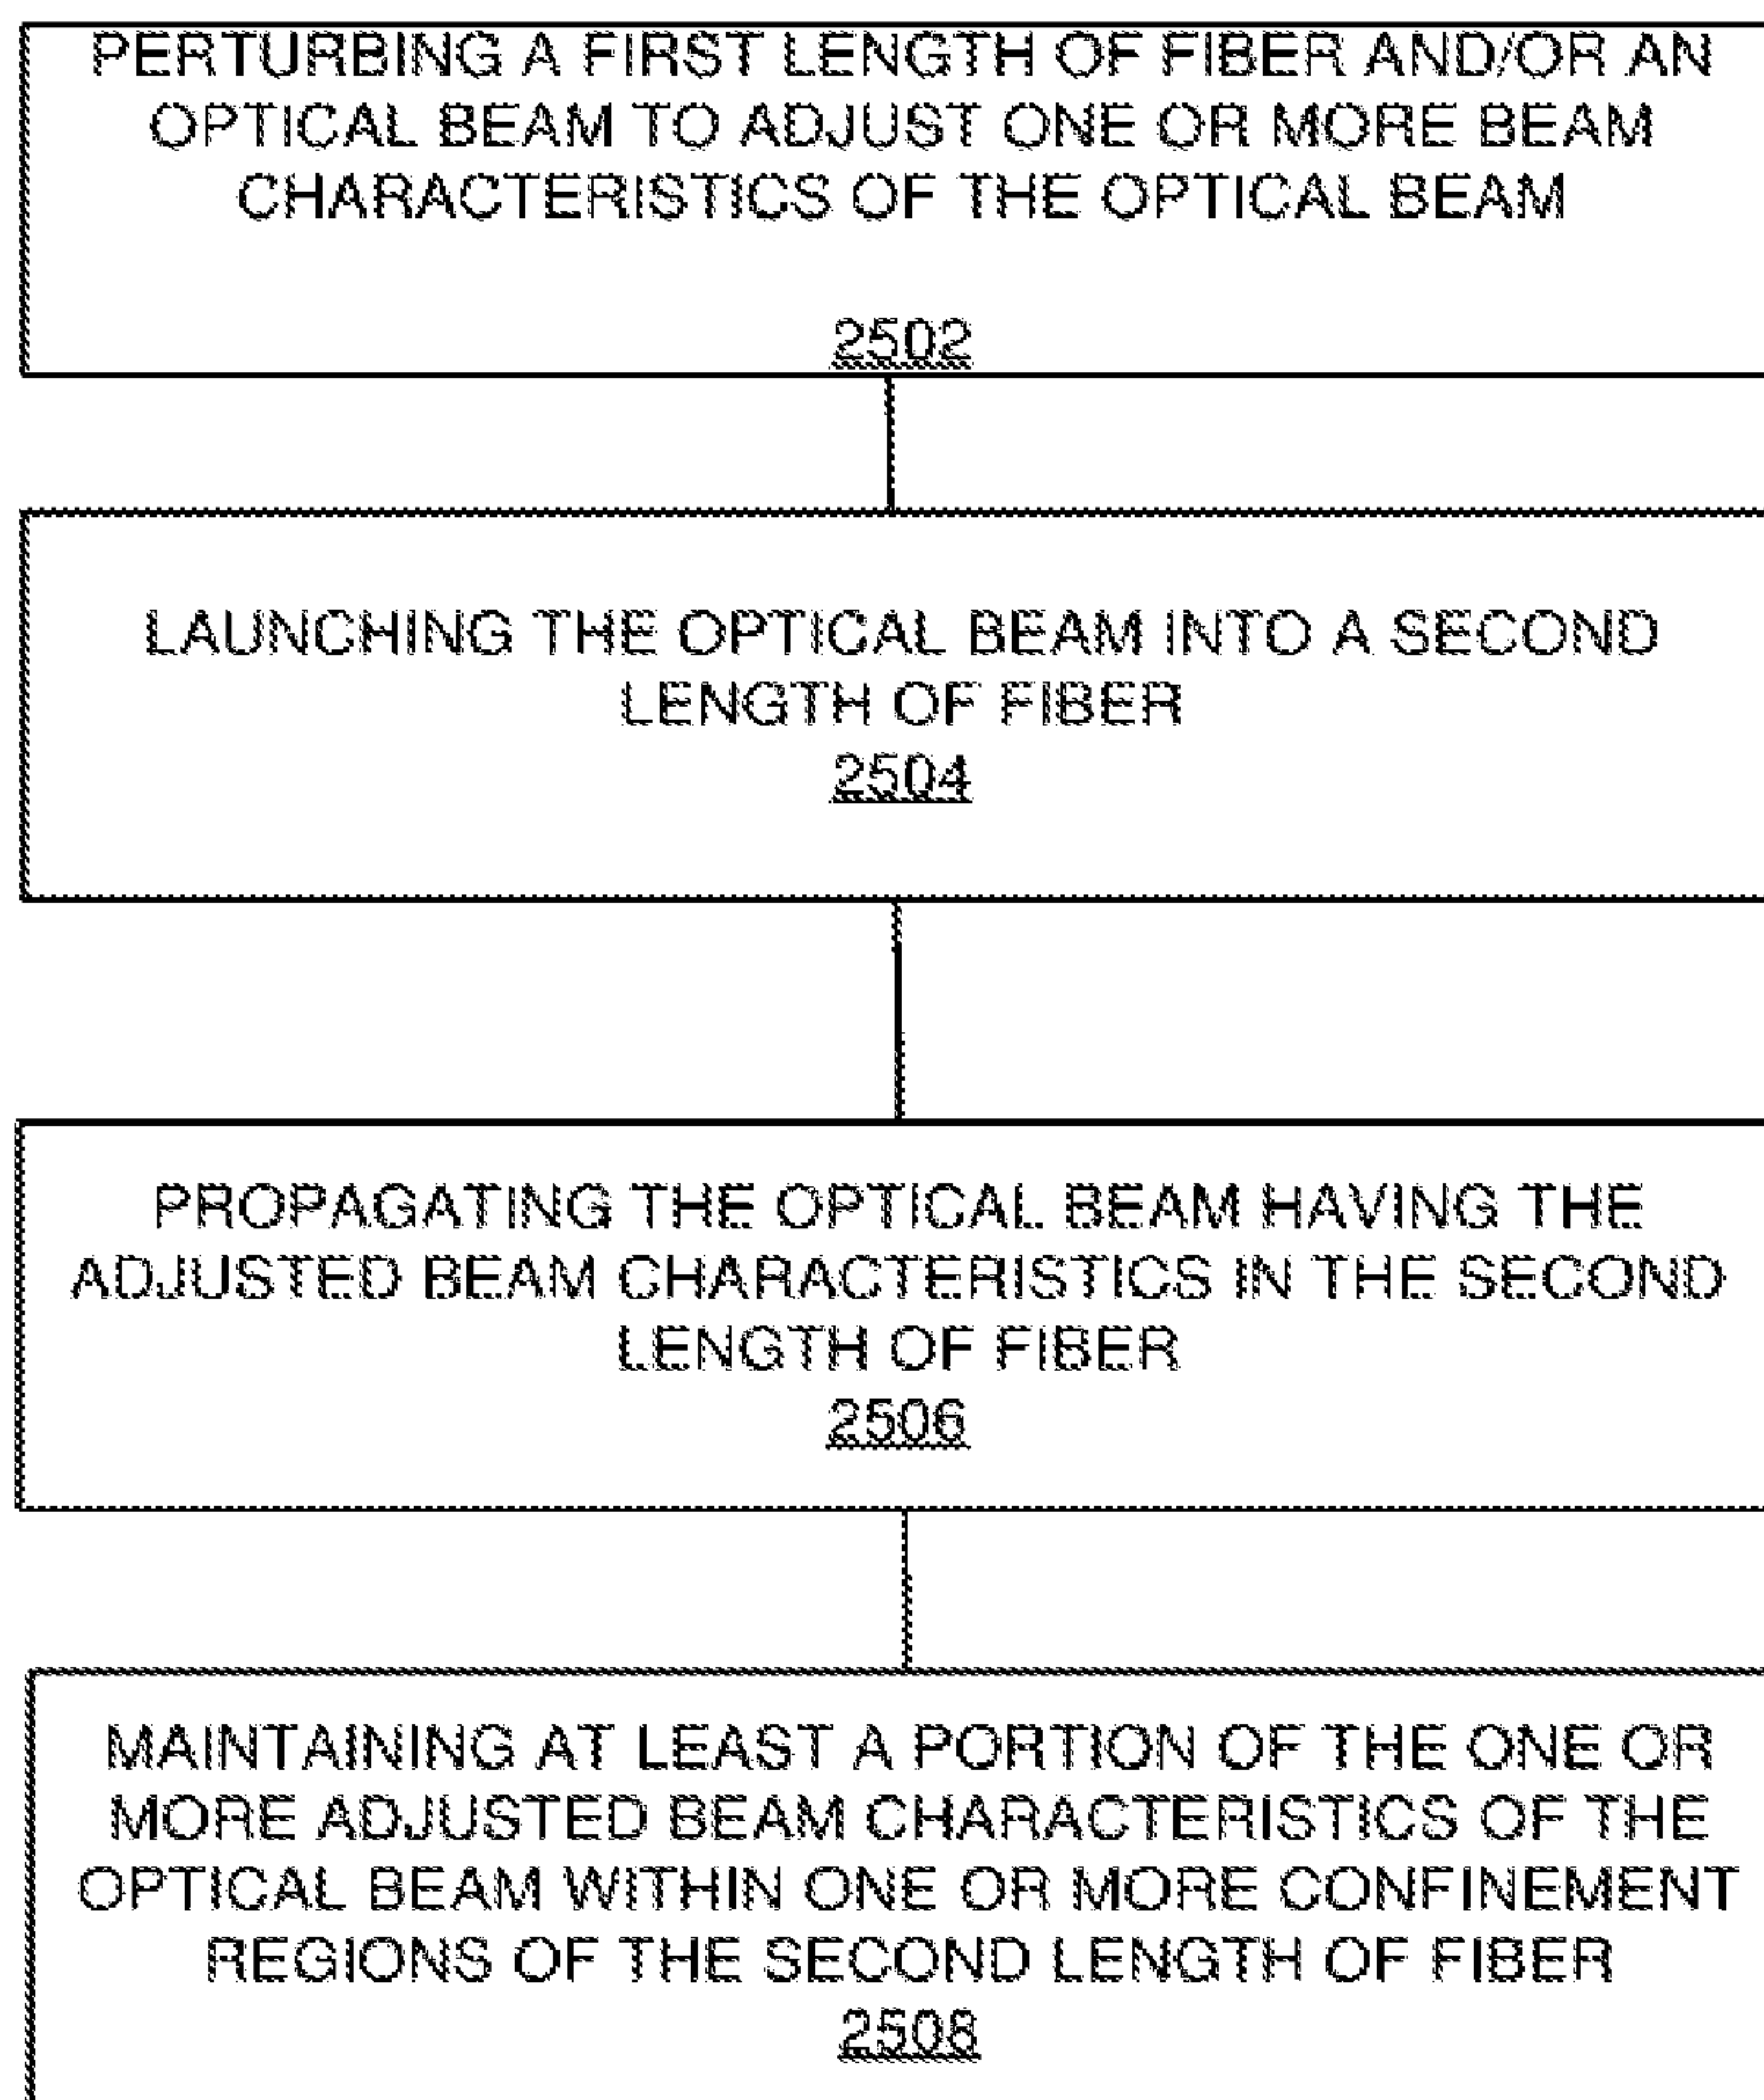 PERTURBING A FIRST LENGTH OF FIBER AND/OR AN
OPTICAL BEAM TO ADJUST ONE OR MORE BEAM
CHARACTERISTICS OF THE OPTICAL BEAM
2502
LAUNCHING THE OPTICAL BEAM INTO A SECOND
LENGTH OF FIBER
2504
PROPAGATING THE OPTICAL BEAM HAVING THE
ADJUSTED BEAM CHARACTERISTICS IN THE SECOND
LENGTH OF FIBER
2506
MAINTAINING AT LEAST A PORTION OF THE ONE OR
MORE ADJUSTED BEAM CHARACTERISTICS OF THE
OPTICAL BEAM WITHIN ONE OR MORE CONFINEMENT
REGIONS OF THE SECOND LENGTH OF FIBER
2508